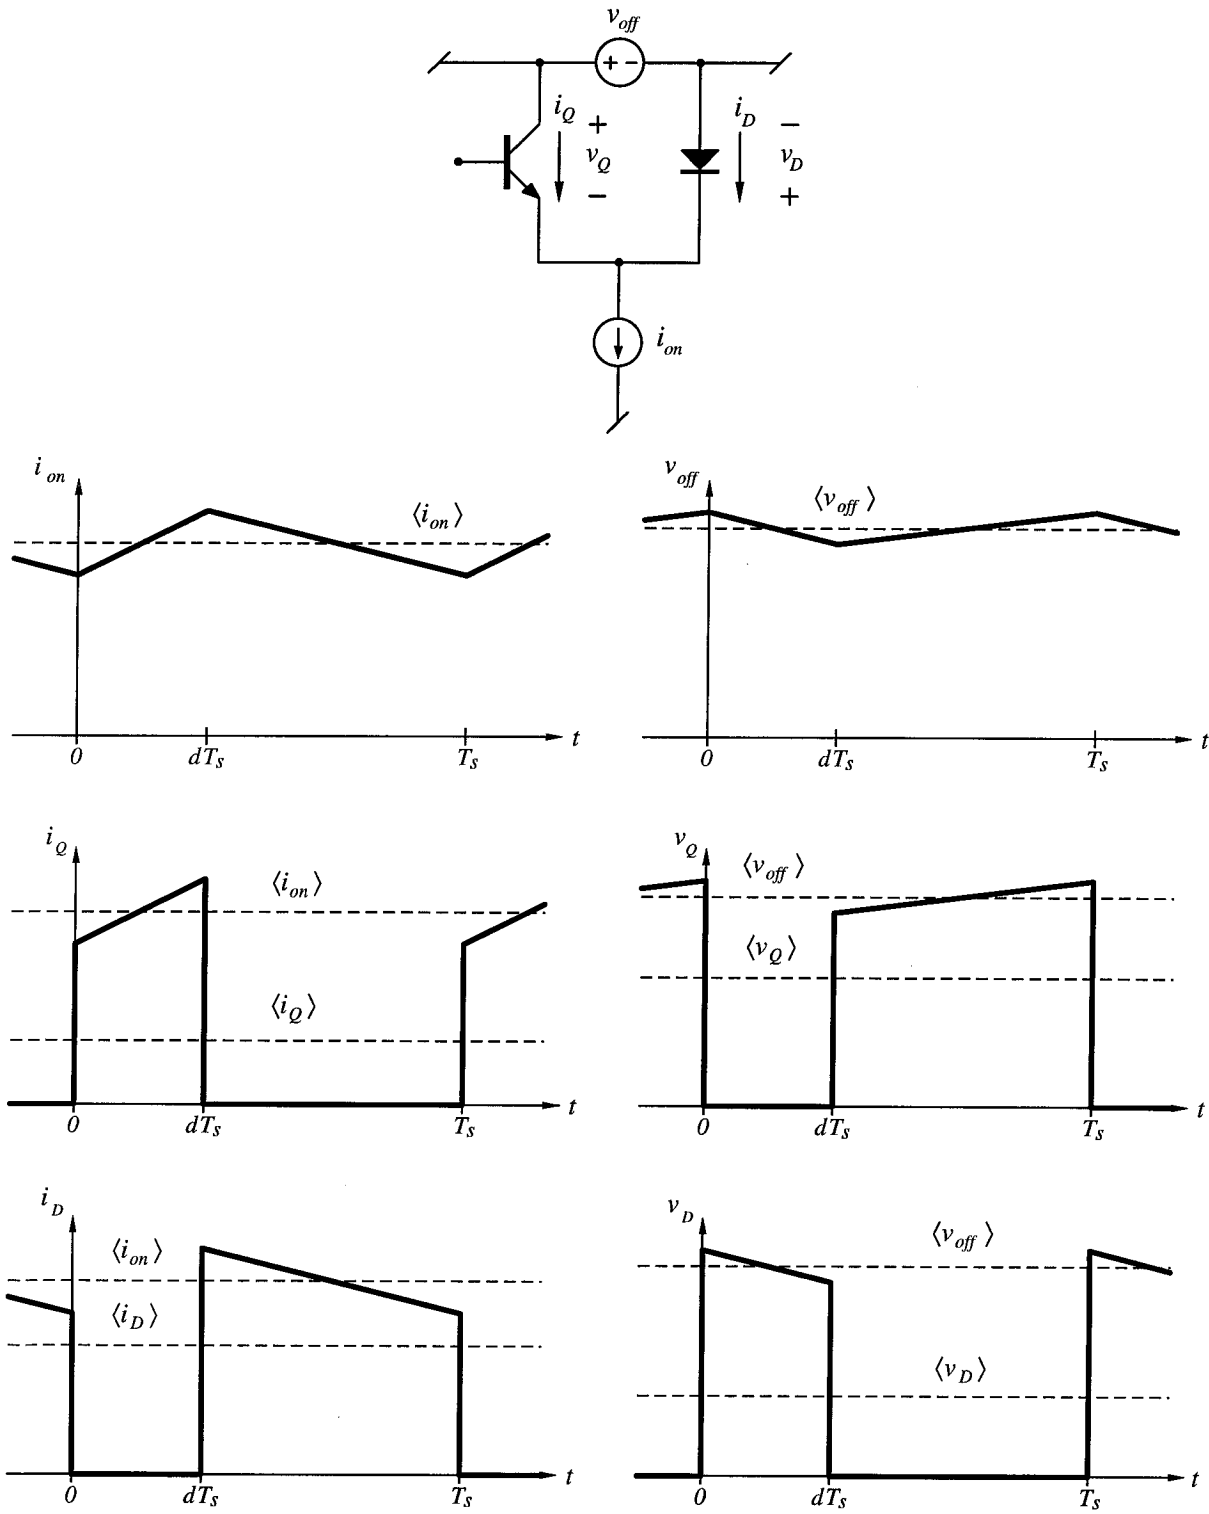 v_off
+ -
i_Q + i_D -
v_Q v_D
- +
i_on
i_on ⟨i_on⟩ v_off ⟨v_off⟩
0 dT_s T_s t 0 dT_s T_s t
i_Q ⟨i_on⟩ v_Q ⟨v_off⟩
⟨i_Q⟩ ⟨v_Q⟩
0 dT_s T_s t 0 dT_s T_s t
i_D ⟨i_on⟩ v_D ⟨v_off⟩
⟨i_D⟩ ⟨v_D⟩
0 dT_s T_s t 0 dT_s T_s t